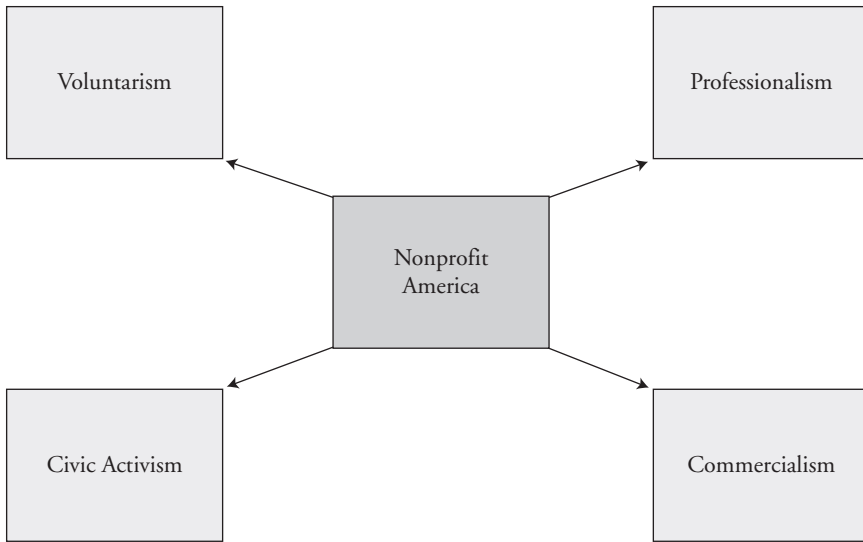 Voluntarism
Professionalism
Nonprofit
America
Civic Activism
Commercialism